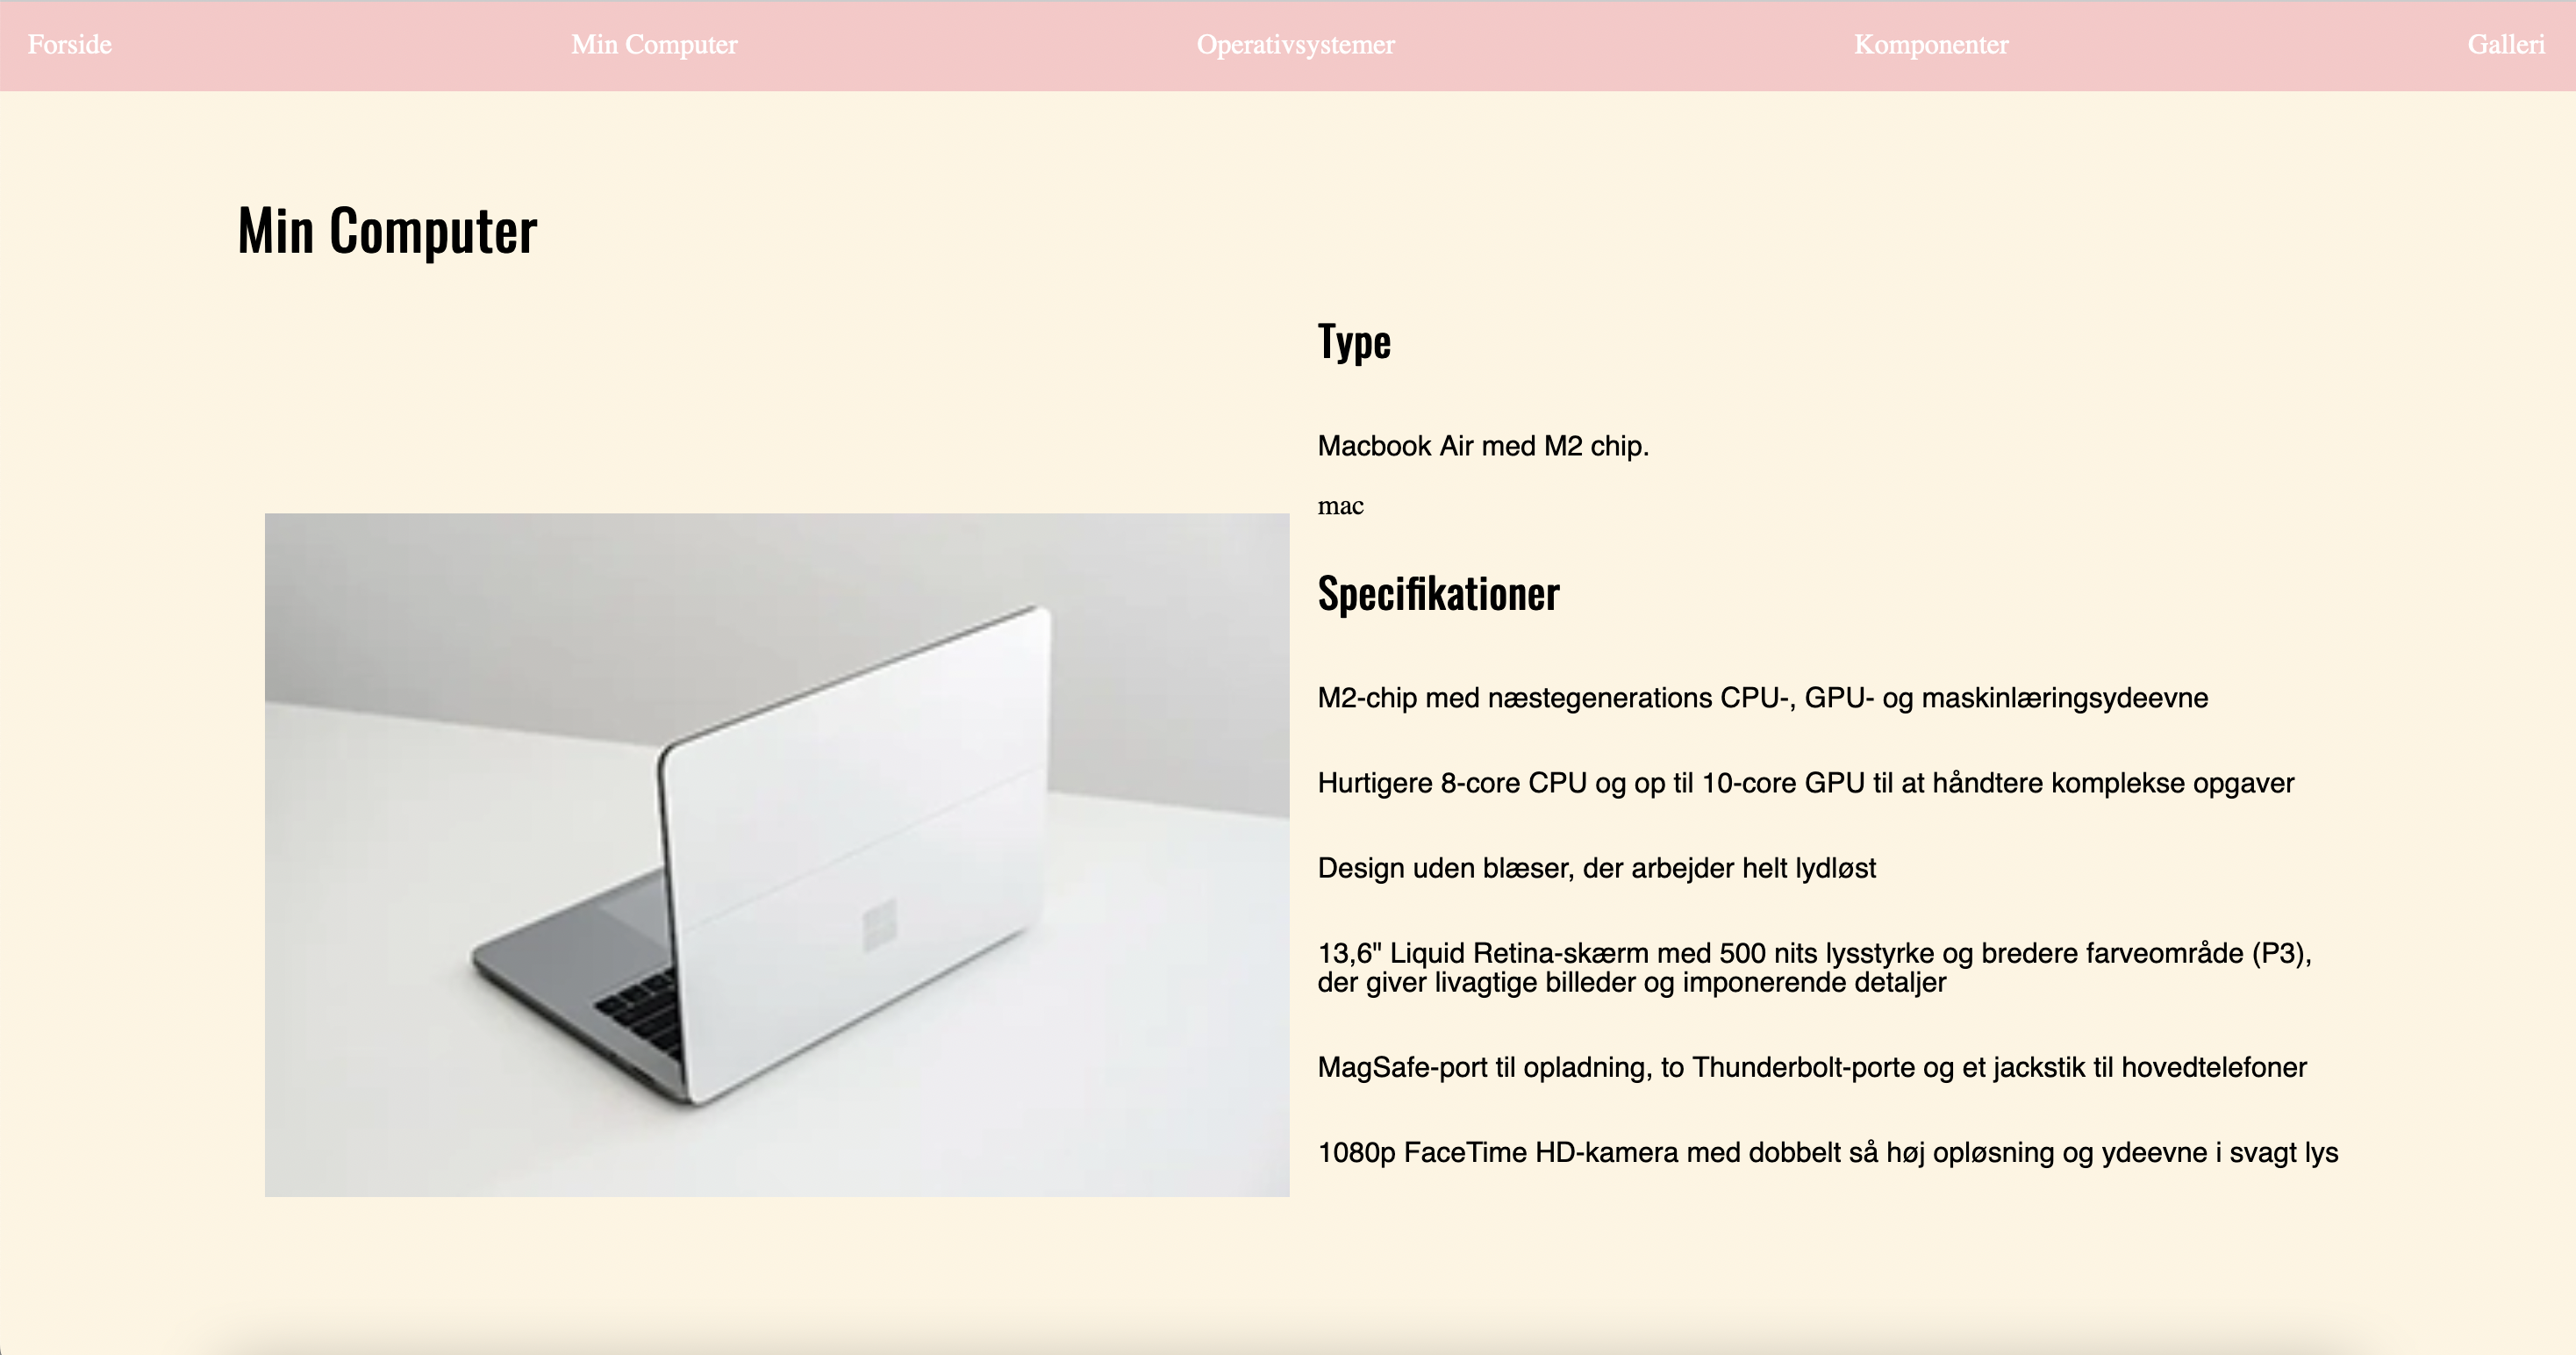 Forside
Min Computer
Operativsystemer
Komponenter
Galleri
Min Computer
Type
Macbook Air med M2 chip.
mac
Specifikationer
M2-chip med næstegenerations CPU-, GPU- og maskinlæringsydeevne
Hurtigere 8-core CPU og op til 10-core GPU til at håndtere komplekse opgaver
Design uden blæser, der arbejder helt lydløst
13,6" Liquid Retina-skærm med 500 nits lysstyrke og bredere farveområde (P3),
der giver livagtige billeder og imponerende detaljer
MagSafe-port til opladning, to Thunderbolt-porte og et jackstik til hovedtelefoner
1080p FaceTime HD-kamera med dobbelt så høj opløsning og ydeevne i svagt lys